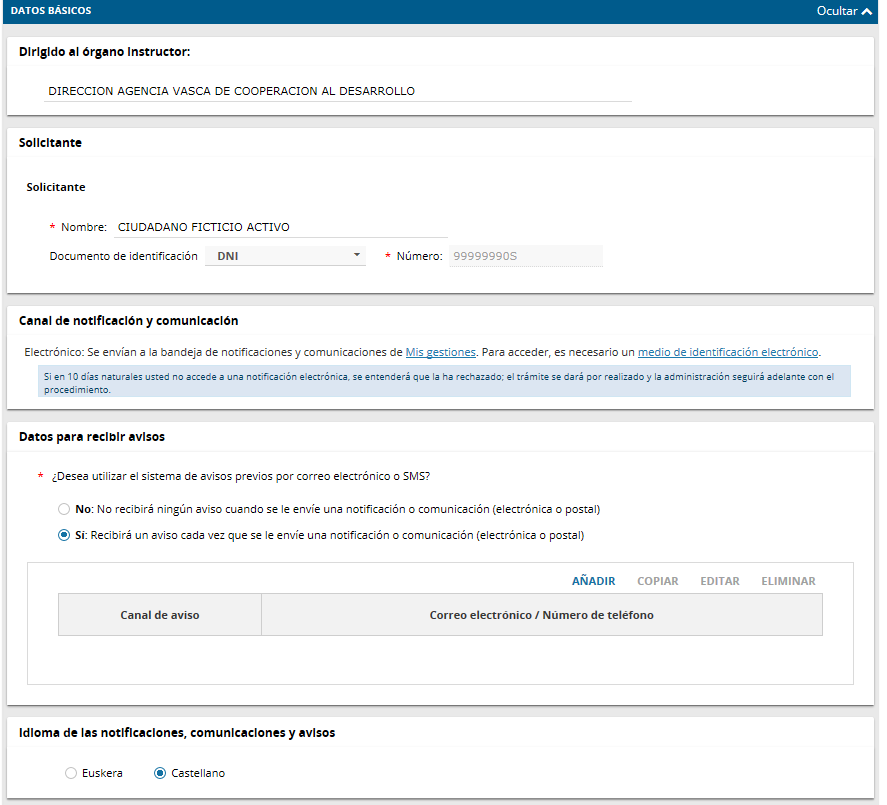 DATOS BÁSICOS Ocultar
Dirigido al órgano instructor:
DIRECCION AGENCIA VASCA DE COOPERACION AL DESARROLLO
Solicitante
Solicitante
* Nombre: CIUDADANO FICTICIO ACTIVO
Documento de identificación DNI * Número: 99999990S
Canal de notificación y comunicación
Electrónico: Se envían a la bandeja de notificaciones y comunicaciones de Mis gestiones. Para acceder, es necesario un medio de identificación electrónico.
Si en 10 días naturales usted no accede a una notificación electrónica, se entenderá que la ha rechazado; el trámite se dará por realizado y la administración seguirá adelante con el
procedimiento.
Datos para recibir avisos
* ¿Desea utilizar el sistema de avisos previos por correo electrónico o SMS?
No: No recibirá ningún aviso cuando se le envíe una notificación o comunicación (electrónica o postal)
Sí: Recibirá un aviso cada vez que se le envíe una notificación o comunicación (electrónica o postal)
AÑADIR COPIAR EDITAR ELIMINAR
Canal de aviso Correo electrónico / Número de teléfono
Idioma de las notificaciones, comunicaciones y avisos
Euskera Castellano